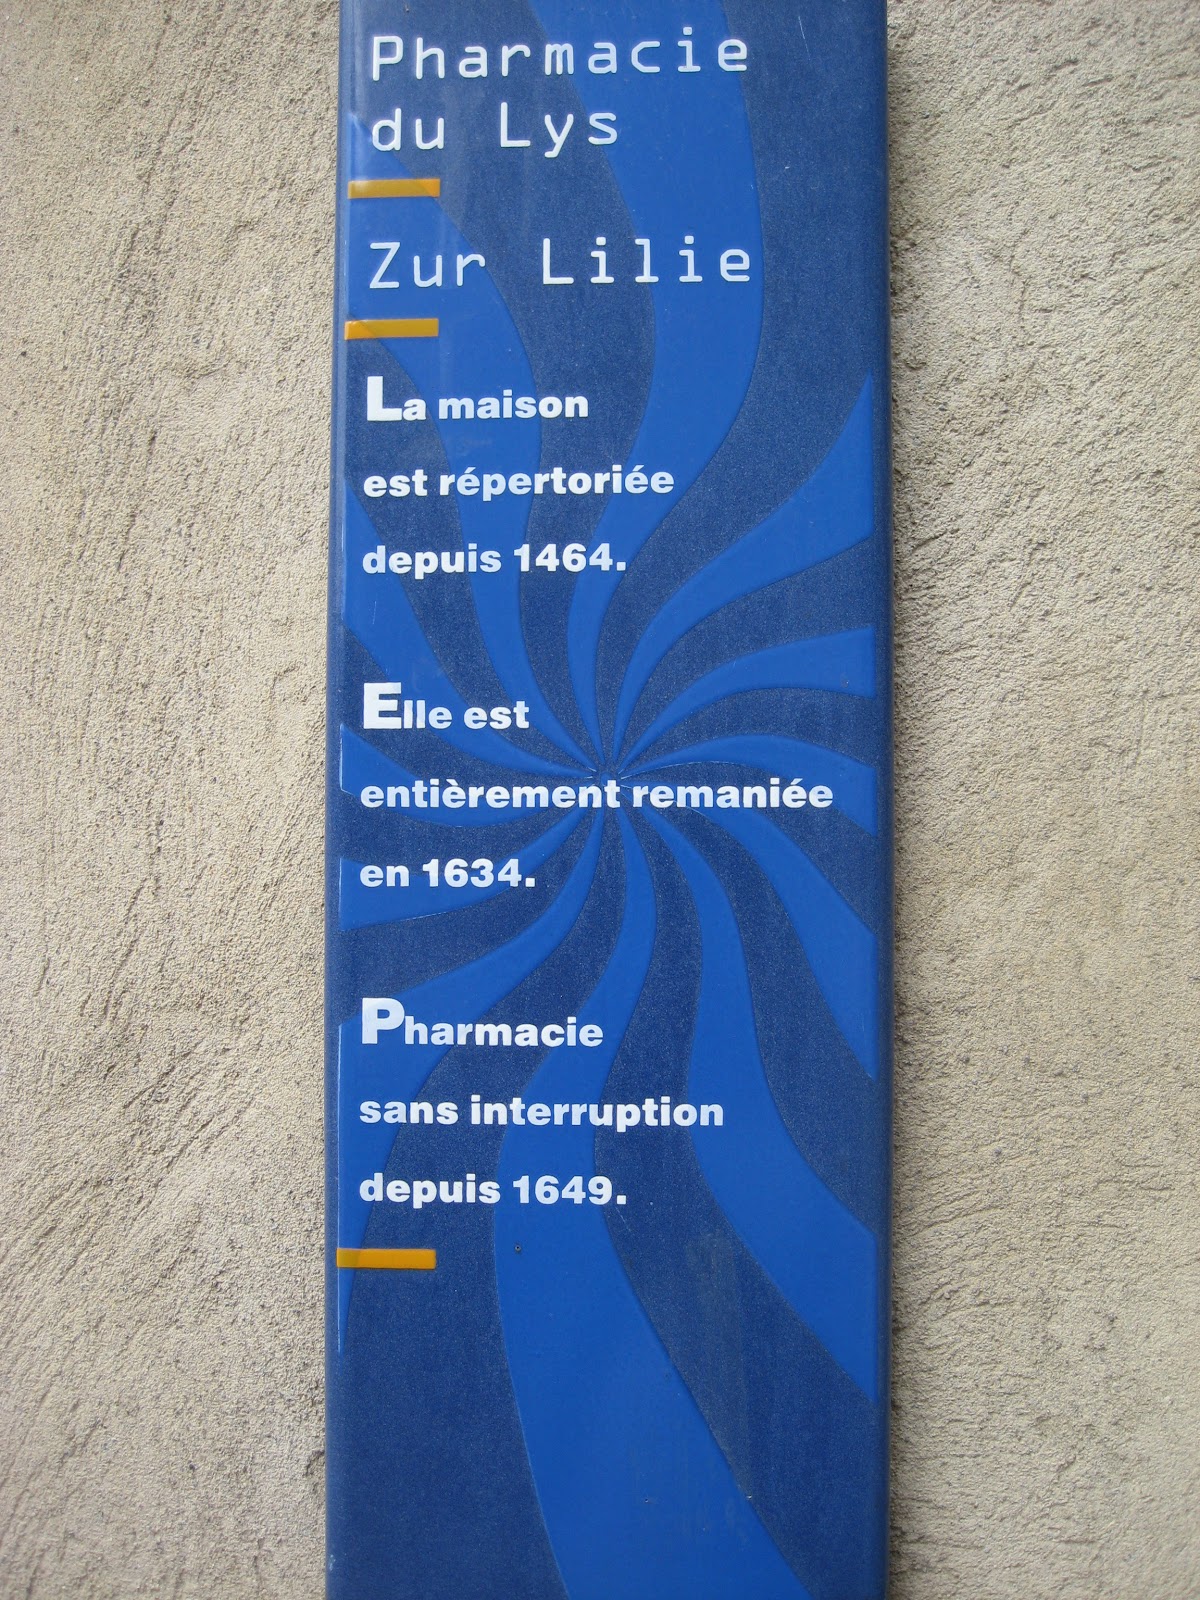 Pharmacie
du Lys
Zur Lilie
La maison
est répertoriée
depuis 1464.
Elle est
entièrement remaniée
en 1634.
Pharmacie
sans interruption
depuis 1649.